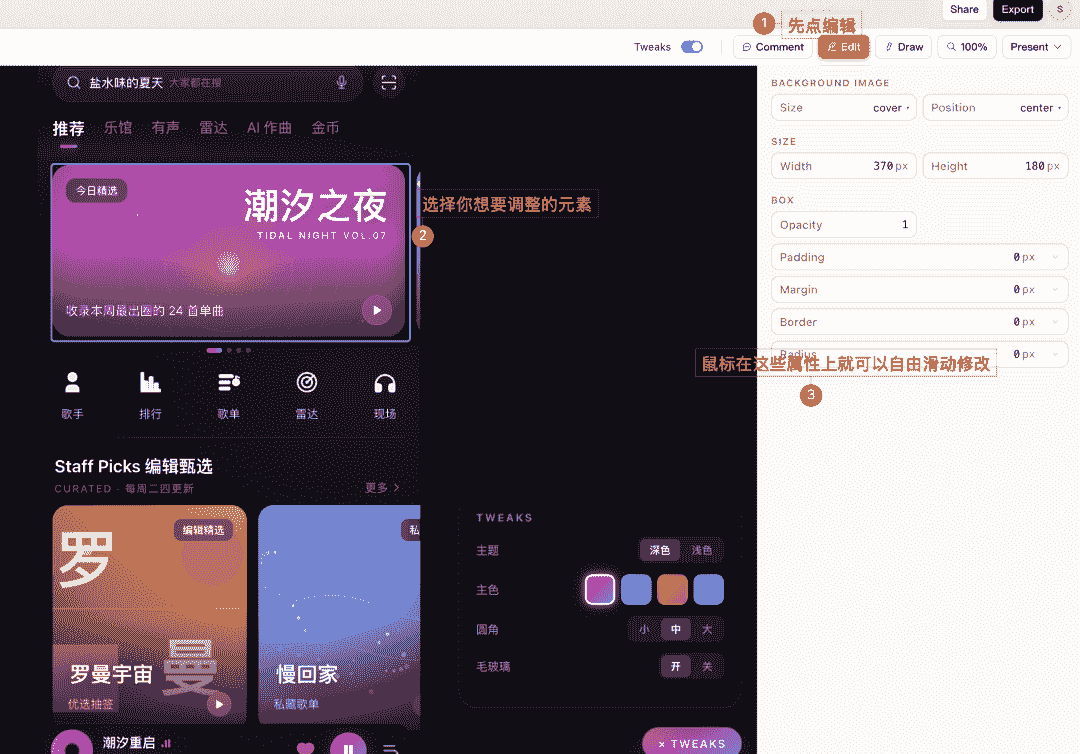 Share Export S
1 先点编辑
Tweaks Comment Edit Draw 100% Present
盐水味的夏天 大家都在搜
推荐 乐馆 有声 雷达 AI 作曲 金币
今日精选
潮汐之夜
TIDAL NIGHT VOL.07
收录本周最出圈的 24 首单曲
选择你想要调整的元素
2
歌手 排行 歌单 雷达 现场
Staff Picks 编辑甄选
CURATED · 每周二四更新 更多
编辑精选
罗
曼
罗曼宇宙
优选抽签
私
慢回家
私藏歌单
潮汐重启
BACKGROUND IMAGE
Size cover Position center
SIZE
Width 370 px Height 180 px
BOX
Opacity 1
Padding 0 px
Margin 0 px
Border 0 px
Radius 0 px
鼠标在这些属性上就可以自由滑动修改
3
TWEAKS
主题 深色 浅色
主色
圆角 小 中 大
毛玻璃 开 关
× TWEAKS